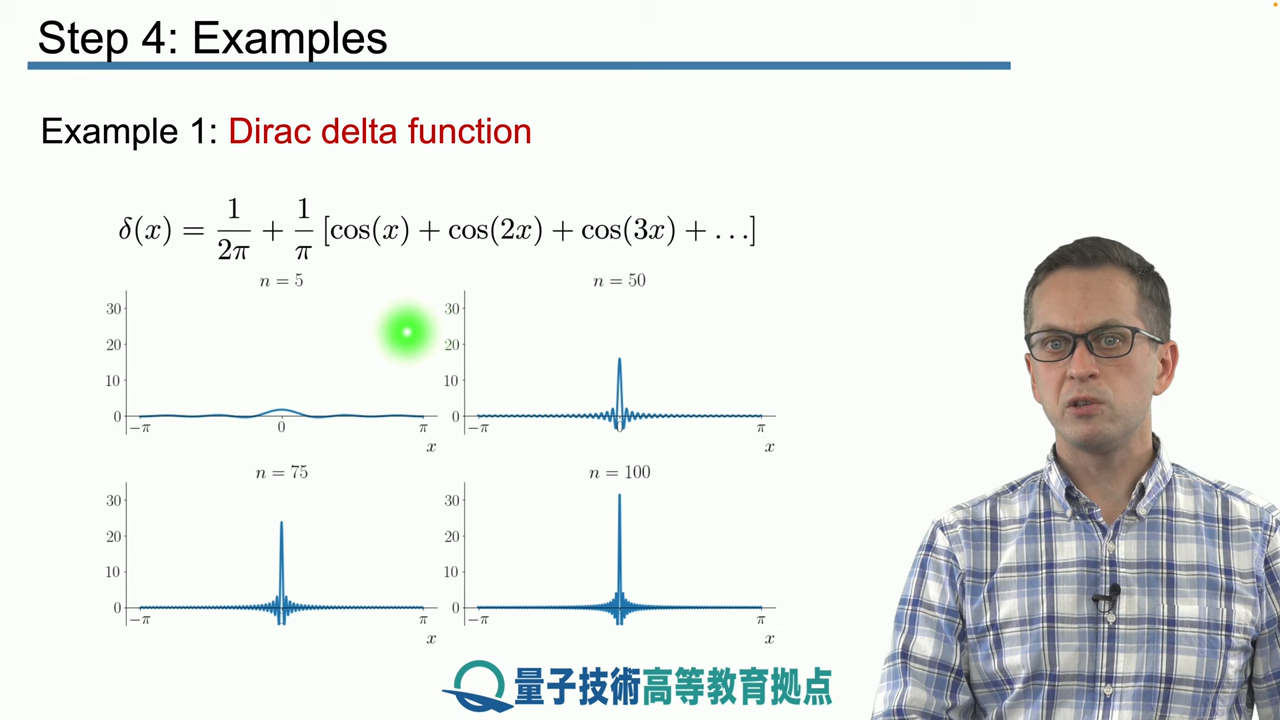 Step 4: Examples
Example 1: Dirac delta function
δ(x) = 1/2π + 1/π [cos(x) + cos(2x) + cos(3x) + ...]
n = 5
30
20
10
0
−π
0
π
x
n = 50
30
20
10
0
−π
0
π
x
n = 75
30
20
10
0
−π
π
x
n = 100
30
20
10
0
−π
π
x
量子技術高等教育拠点